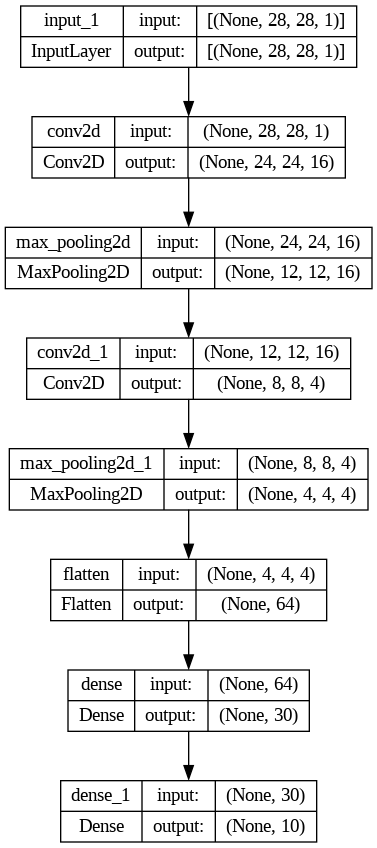 input_1 input: [(None, 28, 28, 1)]
InputLayer output: [(None, 28, 28, 1)]
conv2d input: (None, 28, 28, 1)
Conv2D output: (None, 24, 24, 16)
max_pooling2d input: (None, 24, 24, 16)
MaxPooling2D output: (None, 12, 12, 16)
conv2d_1 input: (None, 12, 12, 16)
Conv2D output: (None, 8, 8, 4)
max_pooling2d_1 input: (None, 8, 8, 4)
MaxPooling2D output: (None, 4, 4, 4)
flatten input: (None, 4, 4, 4)
Flatten output: (None, 64)
dense input: (None, 64)
Dense output: (None, 30)
dense_1 input: (None, 30)
Dense output: (None, 10)